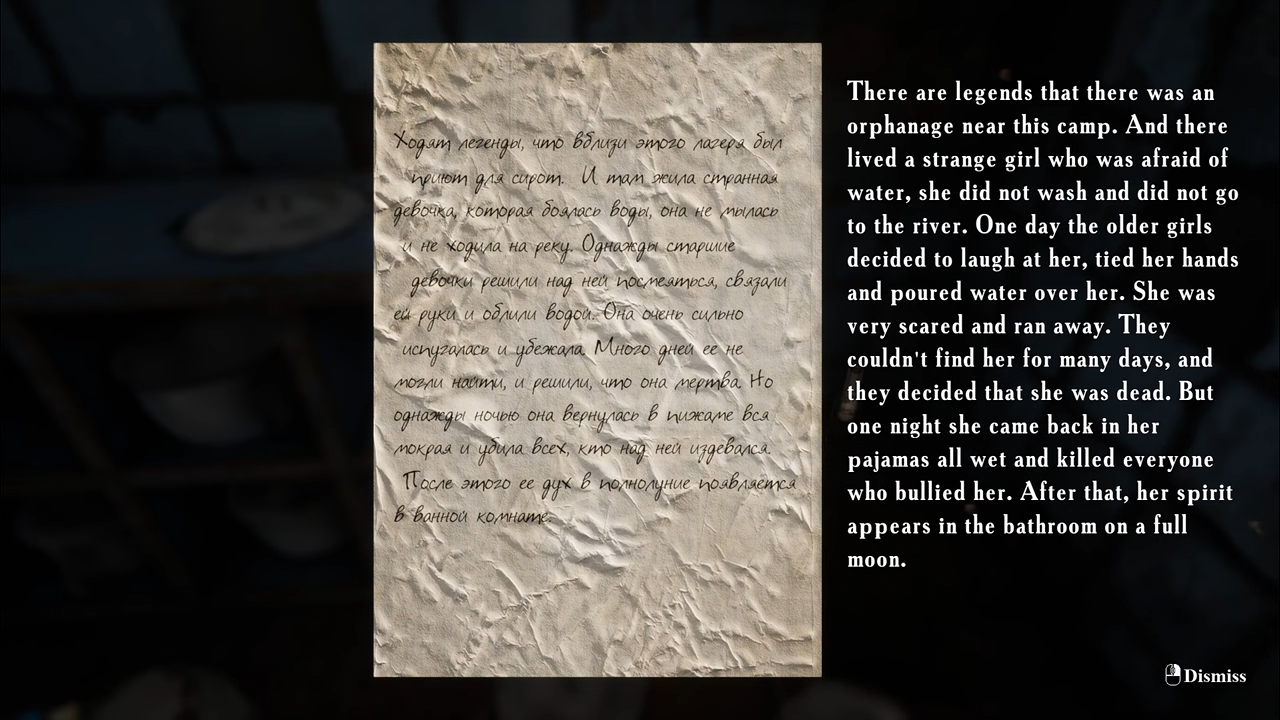 Ходят легенды, что вблизи этого лагеря был
приют для сирот. И там жила странная
девочка, которая боялась воды, она не мылась
и не ходила на реку. Однажды старшие
девочки решили над ней посмеяться, связали
ей руки и облили водой. Она очень сильно
испугалась и убежала. Много дней ее не
могли найти, и решили, что она мертва. Но
однажды ночью она вернулась в пижаме вся
мокрая и убила всех, кто над ней издевался.
После этого ее дух в полнолуние появляется
в ванной комнате.
There are legends that there was an
orphanage near this camp. And there
lived a strange girl who was afraid of
water, she did not wash and did not go
to the river. One day the older girls
decided to laugh at her, tied her hands
and poured water over her. She was
very scared and ran away. They
couldn't find her for many days, and
they decided that she was dead. But
one night she came back in her
pajamas all wet and killed everyone
who bullied her. After that, her spirit
appears in the bathroom on a full
moon.
Dismiss